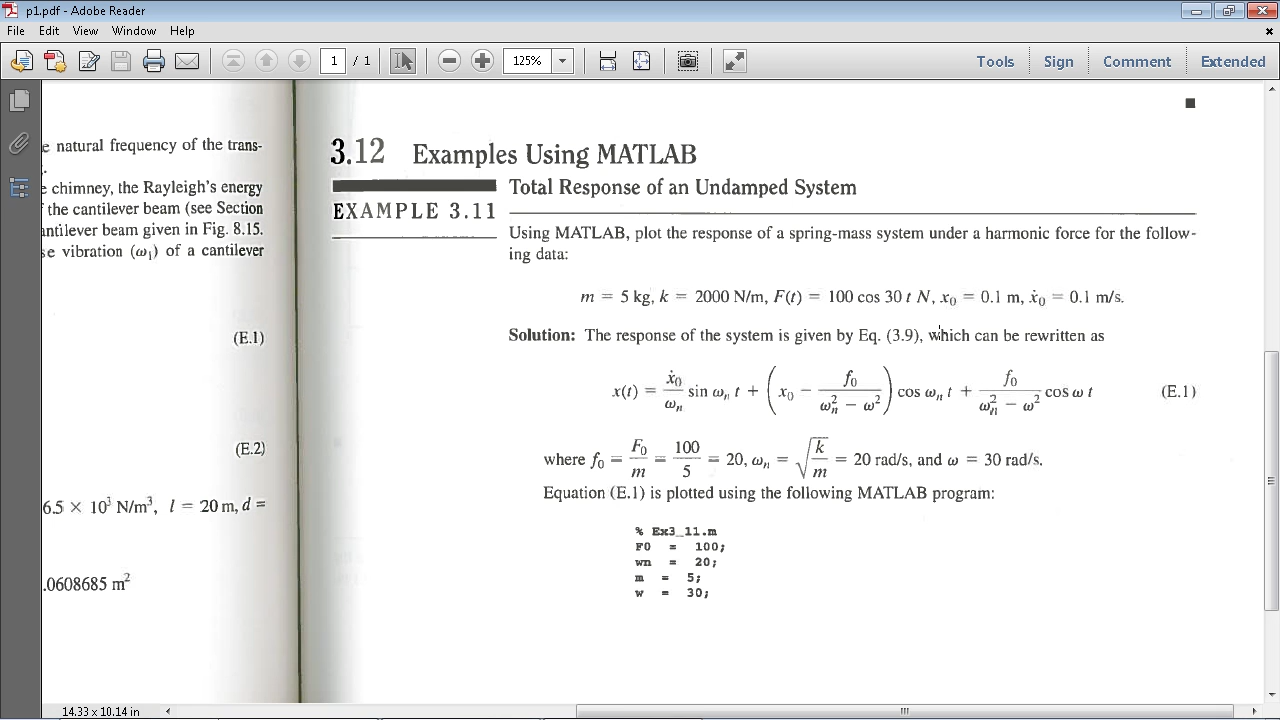 p1.pdf - Adobe Reader
File Edit View Window Help
1 / 1 125% Tools Sign Comment Extended
e natural frequency of the trans-
e chimney, the Rayleigh's energy
f the cantilever beam (see Section
antilever beam given in Fig. 8.15.
se vibration (ω₁) of a cantilever
(E.1)
(E.2)
6.5 × 10³ N/m³, l = 20 m, d =
.0608685 m²
3.12 Examples Using MATLAB
Total Response of an Undamped System
EXAMPLE 3.11
Using MATLAB, plot the response of a spring-mass system under a harmonic force for the follow-
ing data:
m = 5 kg, k = 2000 N/m, F(t) = 100 cos 30 t N, x₀ = 0.1 m, ẋ₀ = 0.1 m/s.
Solution: The response of the system is given by Eq. (3.9), which can be rewritten as
x(t) = ẋ₀/ωₙ sin ωₙ t + (x₀ − f₀/(ωₙ² − ω²)) cos ωₙ t + f₀/(ωₙ² − ω²) cos ω t (E.1)
where f₀ = F₀/m = 100/5 = 20, ωₙ = √(k/m) = 20 rad/s, and ω = 30 rad/s.
Equation (E.1) is plotted using the following MATLAB program:
% Ex3_11.m
F0 = 100;
wn = 20;
m = 5;
w = 30;
14.33 x 10.14 in